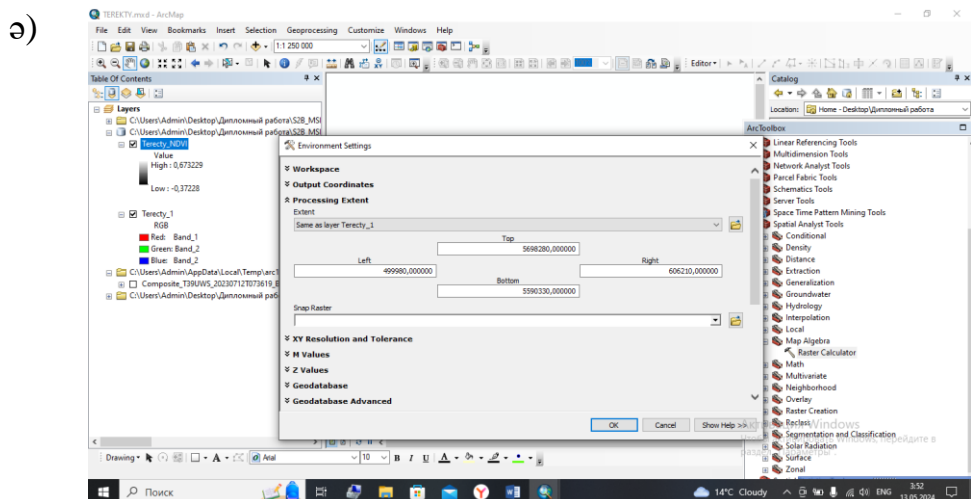 ә)
TEREKTY.mxd - ArcMap
File Edit View Bookmarks Insert Selection Geoprocessing Customize Windows Help
1:1 250 000
Editor
Table Of Contents
Catalog
Location: Home - Desktop\Дипломный работа
Layers
C:\Users\Admin\Desktop\Дипломный работа\S2B_MSI
C:\Users\Admin\Desktop\Дипломный работа\S2B_MSI
Terecty_NDVI
Value
High : 0,673229
Low : -0,37228
Terecty_1
RGB
Red: Band_1
Green: Band_2
Blue: Band_2
C:\Users\Admin\AppData\Local\Temp\arc1
Composite_T39UWS_20230712T073619_B
C:\Users\Admin\Desktop\Дипломный раб
Environment Settings
Workspace
Output Coordinates
Processing Extent
Extent
Same as layer Terecty_1
Top
5698280,000000
Left
Right
499980,000000
606210,000000
Bottom
5590330,000000
Snap Raster
XY Resolution and Tolerance
M Values
Z Values
Geodatabase
Geodatabase Advanced
OK Cancel Show Help >>
ArcToolbox
Linear Referencing Tools
Multidimension Tools
Network Analyst Tools
Parcel Fabric Tools
Schematics Tools
Server Tools
Space Time Pattern Mining Tools
Spatial Analyst Tools
Conditional
Density
Distance
Extraction
Generalization
Groundwater
Hydrology
Interpolation
Local
Map Algebra
Raster Calculator
Math
Multivariate
Neighborhood
Overlay
Raster Creation
Reclass
Segmentation and Classification
Solar Radiation
Surface
Zonal
Windows
перейдите в
Drawing Arial 10 B I U A
Поиск
14°C Cloudy
ENG
3:52
13.05.2024